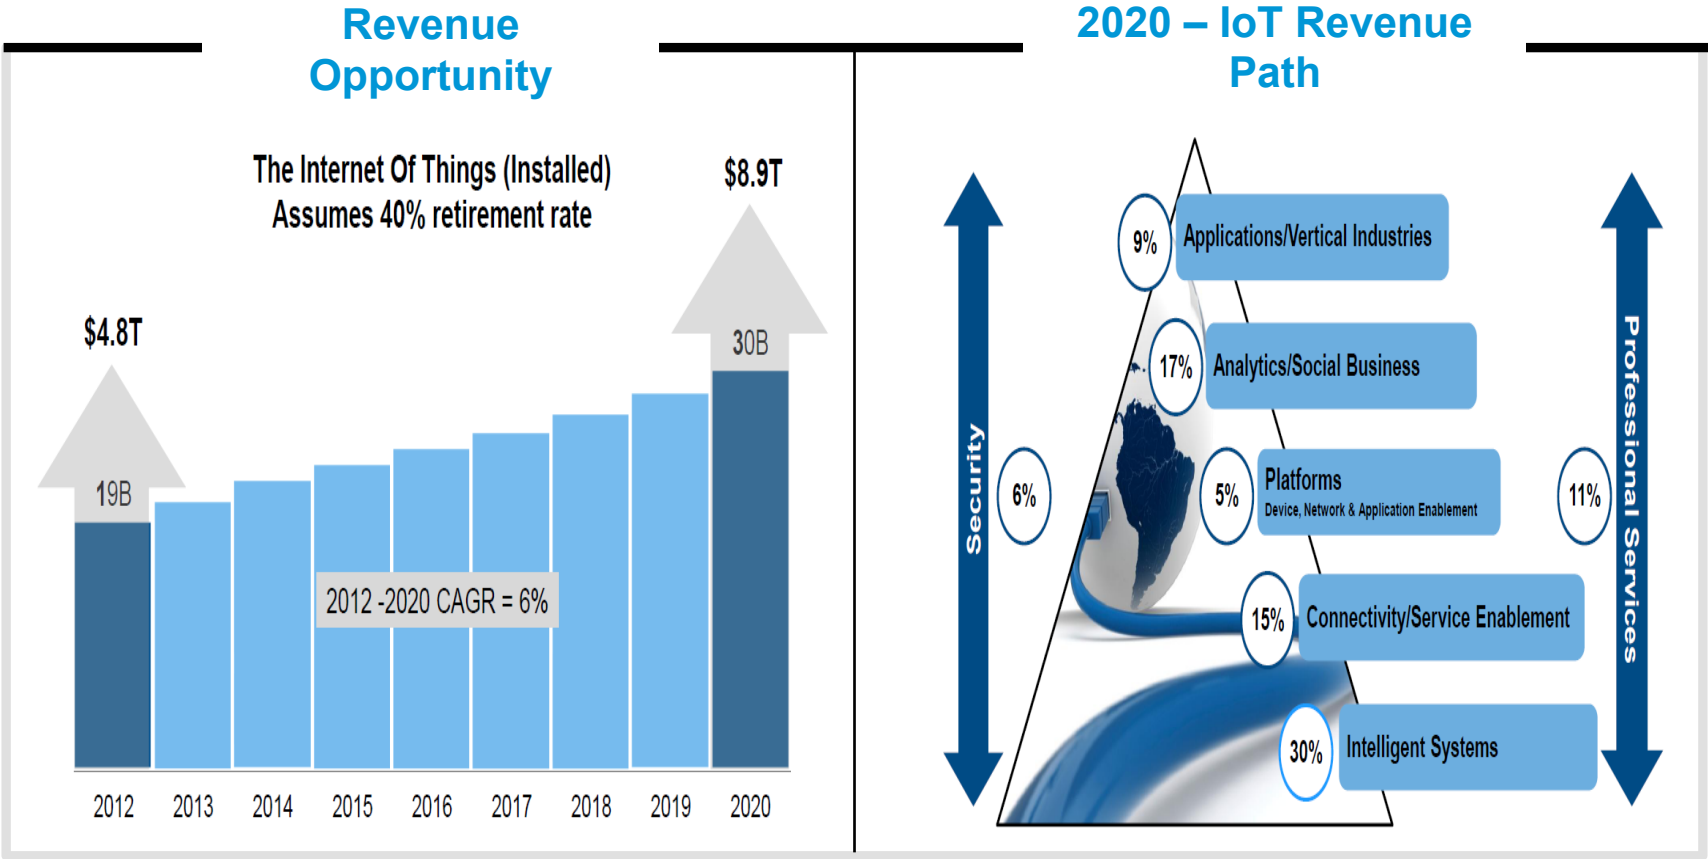 Revenue
Opportunity
The Internet Of Things (Installed)
Assumes 40% retirement rate
$4.8T
$8.9T
19B
30B
2012 -2020 CAGR = 6%
2012 2013 2014 2015 2016 2017 2018 2019 2020
2020 – IoT Revenue
Path
Security
6%
9% Applications/Vertical Industries
17% Analytics/Social Business
5% Platforms
Device, Network & Application Enablement
15% Connectivity/Service Enablement
30% Intelligent Systems
11%
Professional Services